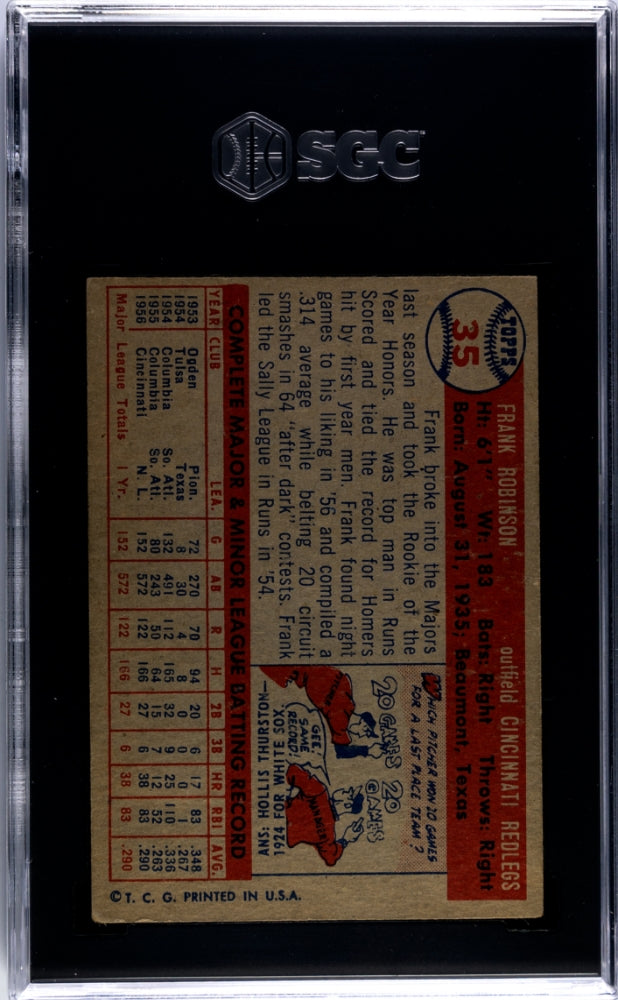 SGC
TOPPS
35
FRANK ROBINSON outfield CINCINNATI REDLEGS
Ht: 6'1" Wt: 183 Bats: Right Throws: Right
Born: August 31, 1935; Beaumont, Texas
Frank broke into the Majors
last season and took the Rookie of the
Year Honors. He was top man in Runs
Scored and tied the record for Homers
hit by first year men. Frank found night
games to his liking in '56 and compiled a
.314 average while belting 20 circuit
smashes in 64 "after dark" contests. Frank
led the Sally League in Runs in '54.
WHICH PITCHER WON 20 GAMES
FOR A LAST PLACE TEAM?
20 GAMES
20 GAMES
GEE,
SAME
RECORD!
ANS: HOLLIS THURSTON—
1924 FOR WHITE SOX.
COMPLETE MAJOR & MINOR LEAGUE BATTING RECORD
YEAR CLUB LEA. G AB R H 2B 3B HR RBI AVG.
1953 Ogden Pion. 72 270 70 94 20 6 17 83 .348
1954 Tulsa Texas 8 30 4 8 0 0 0 1 .267
1954 Columbia So. Atl. 132 491 112 165 32 9 25 110 .336
1955 Columbia So. Atl. 80 243 50 64 15 7 12 52 .263
1956 Cincinnati N. L. 152 572 122 166 27 6 38 83 .290
Major League Totals 1 Yr. 152 572 122 166 27 6 38 83 .290
© T. C. G. PRINTED IN U.S.A.